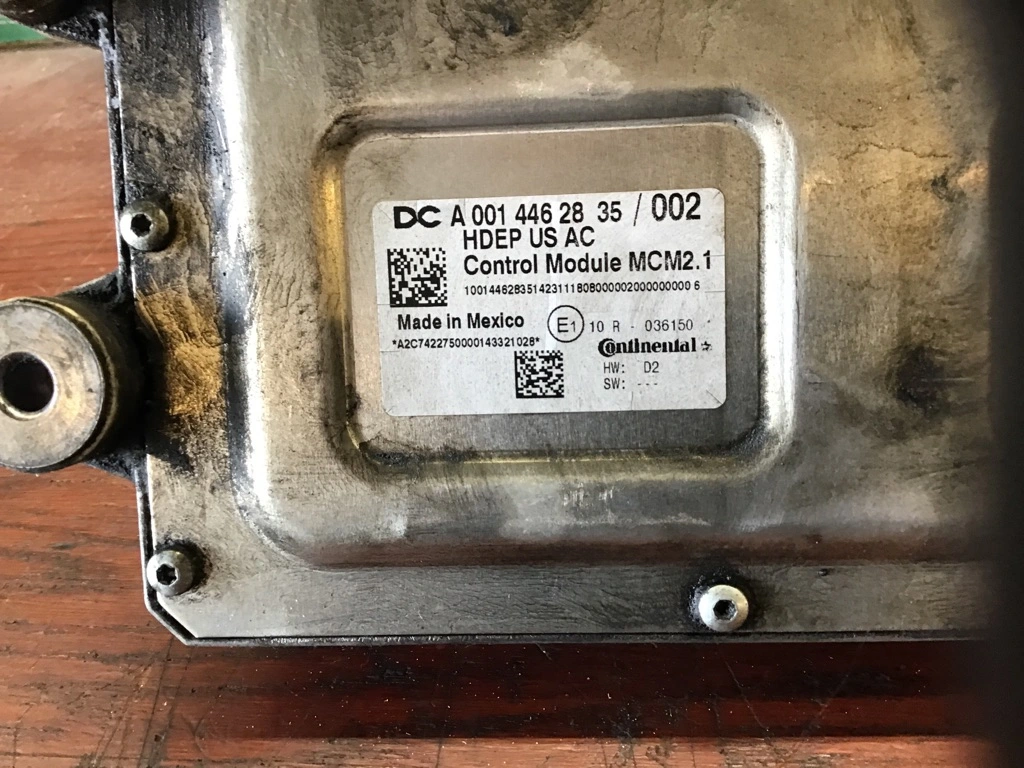 DC A 001 446 28 35 / 002
HDEP US AC
Control Module MCM2.1
100144628351423111B0B000002000000000 6
Made in Mexico
E1 10 R - 036150
*A2C7422750000143321028*
Continental
HW: D2
SW: ---